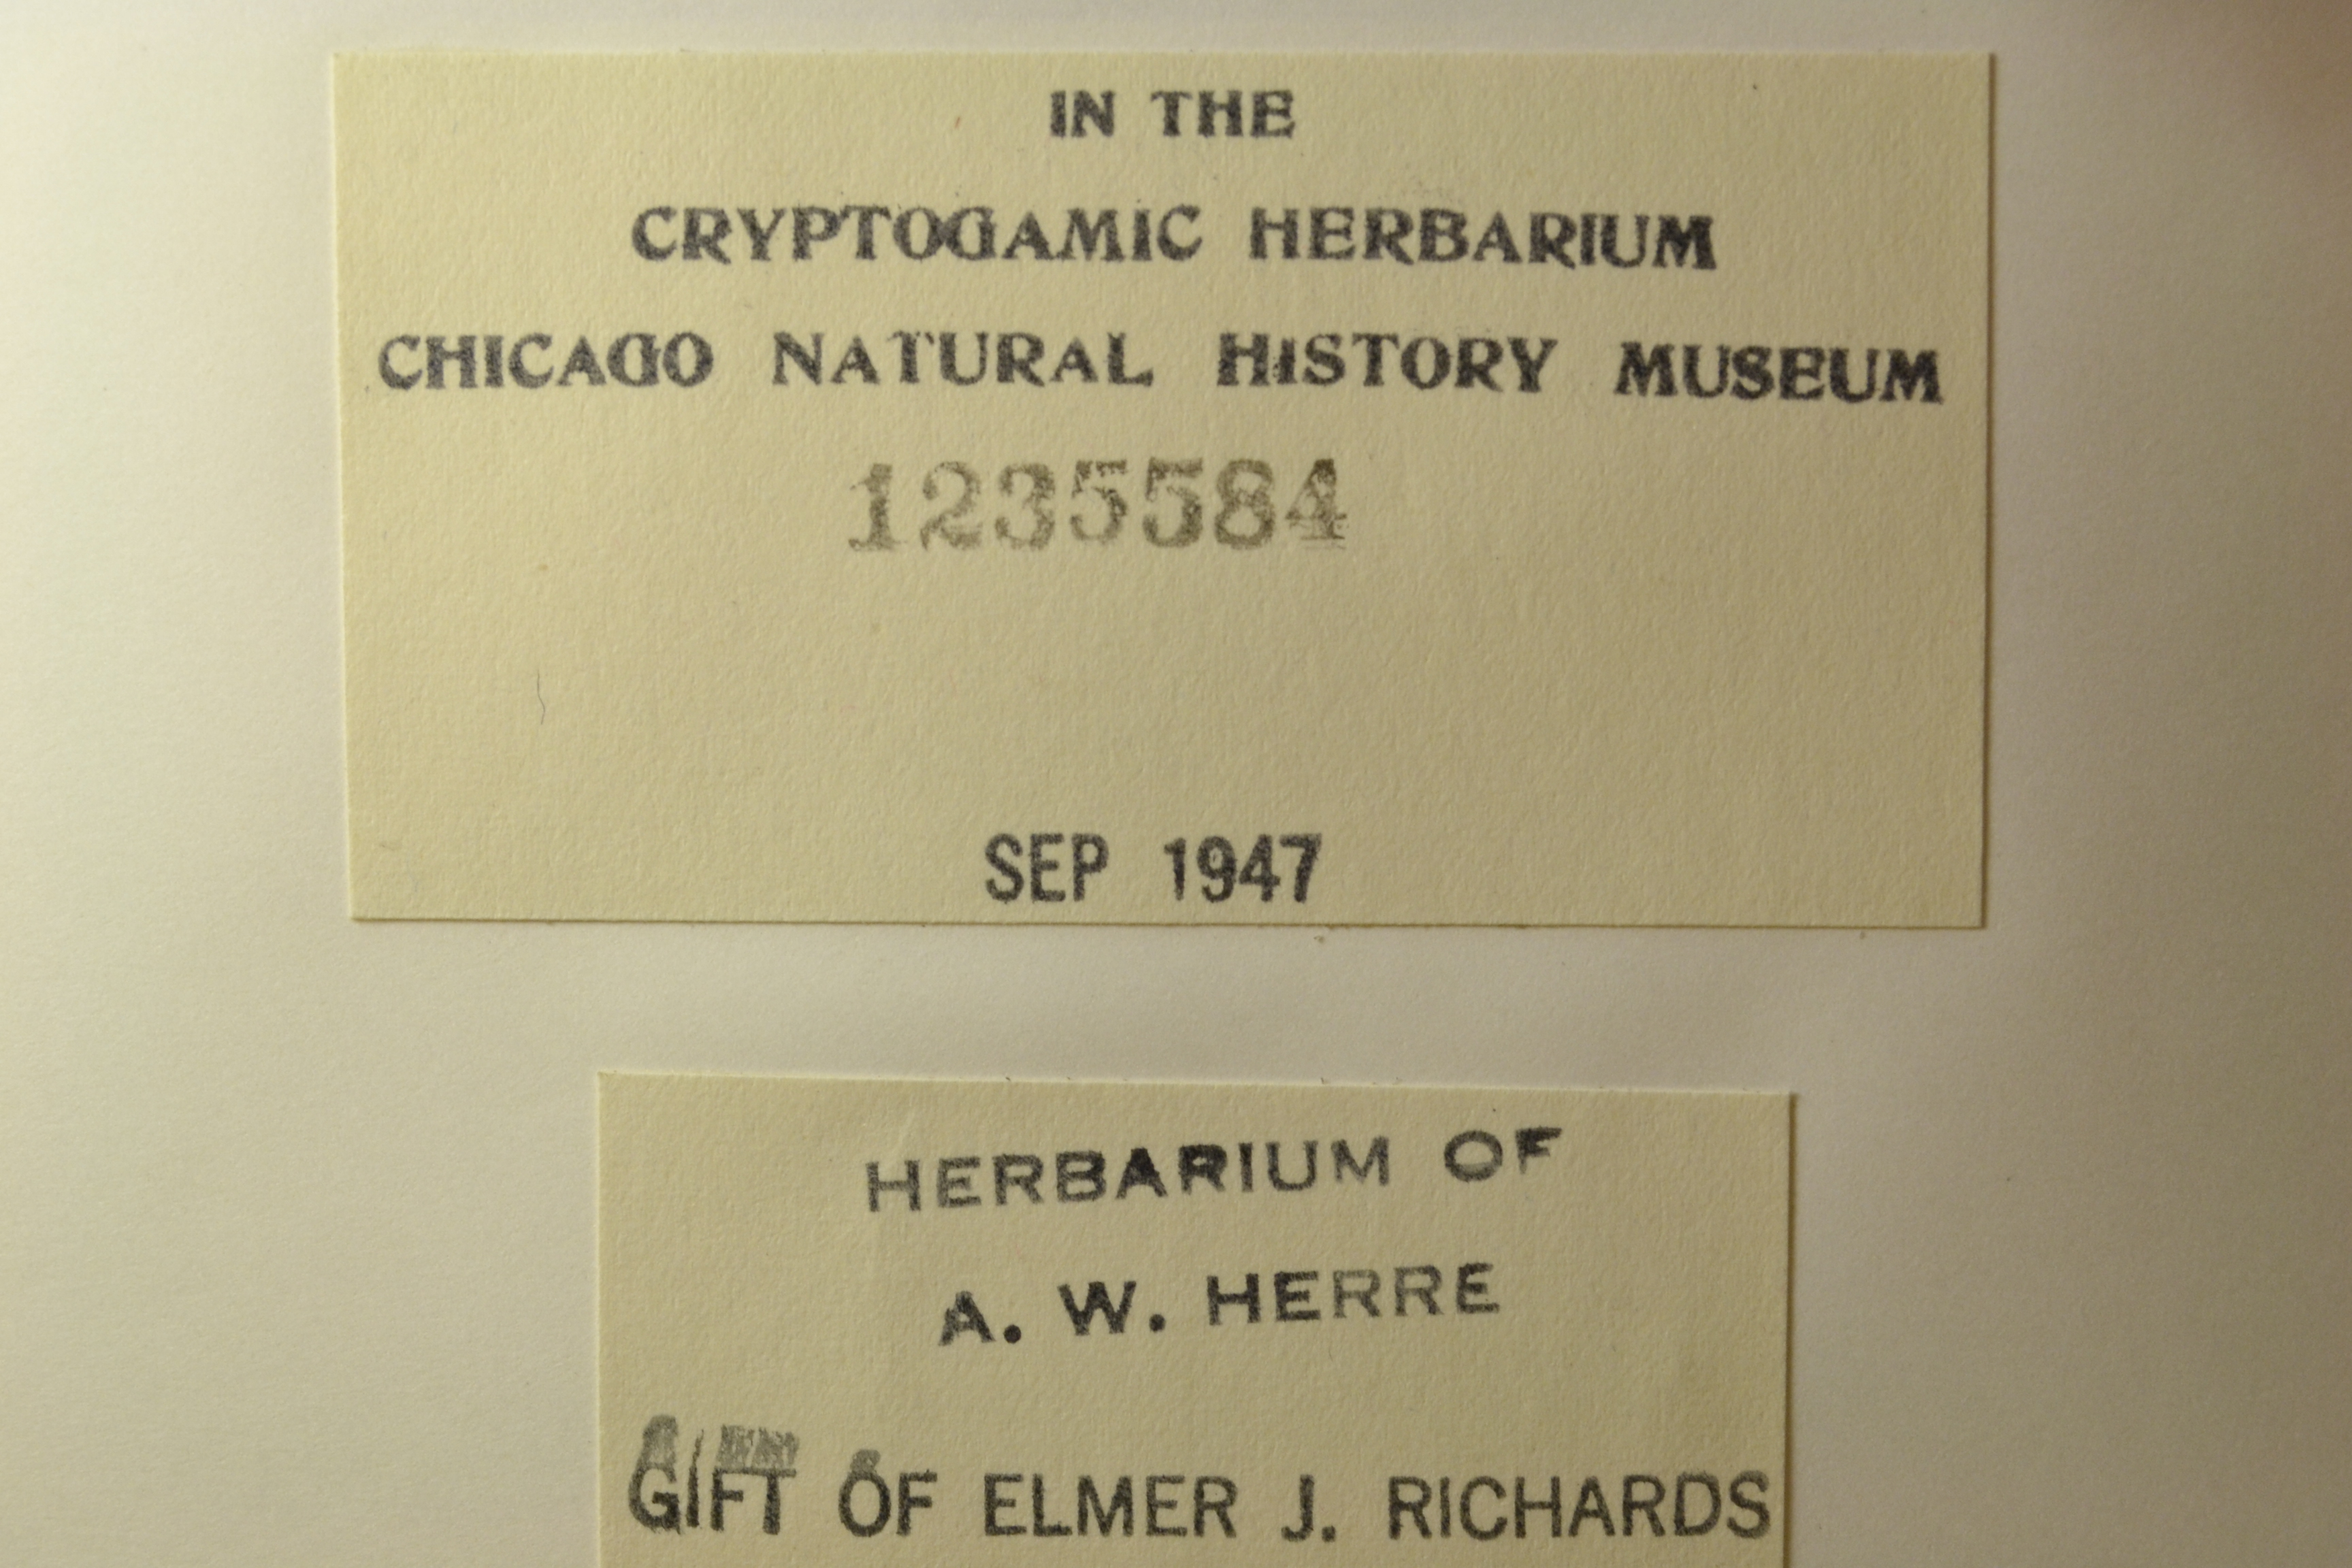 IN THE
CRYPTOGAMIC HERBARIUM
CHICAGO NATURAL HISTORY MUSEUM
1235584
SEP 1947
HERBARIUM OF
A. W. HERRE
GIFT OF ELMER J. RICHARDS